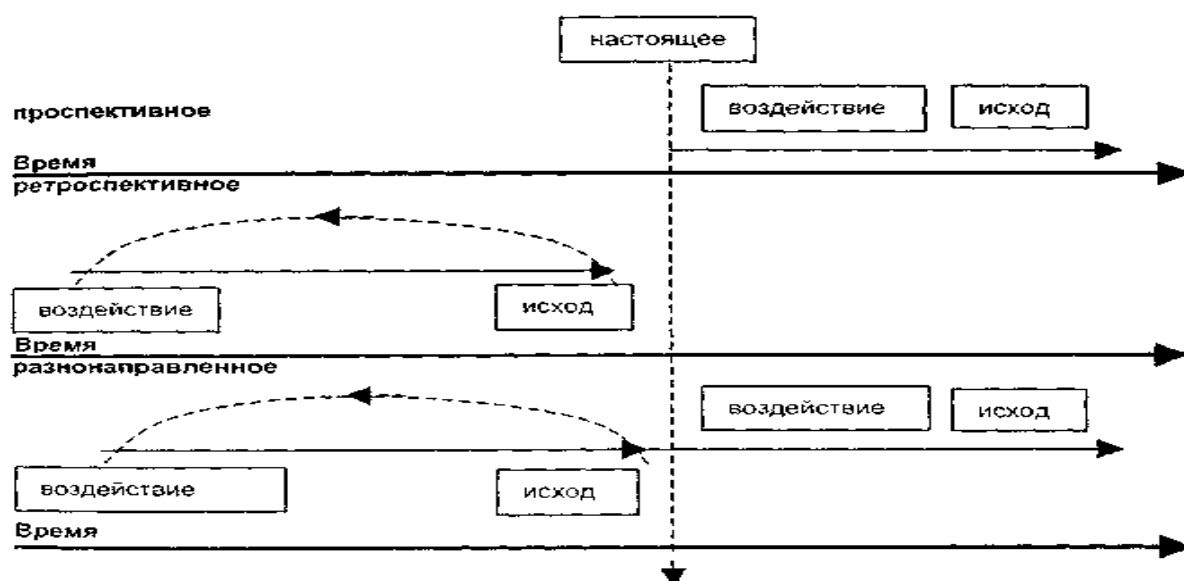 настоящее
проспективное
воздействие
исход
Время
ретроспективное
воздействие
исход
Время
разнонаправленное
воздействие
исход
воздействие
исход
Время